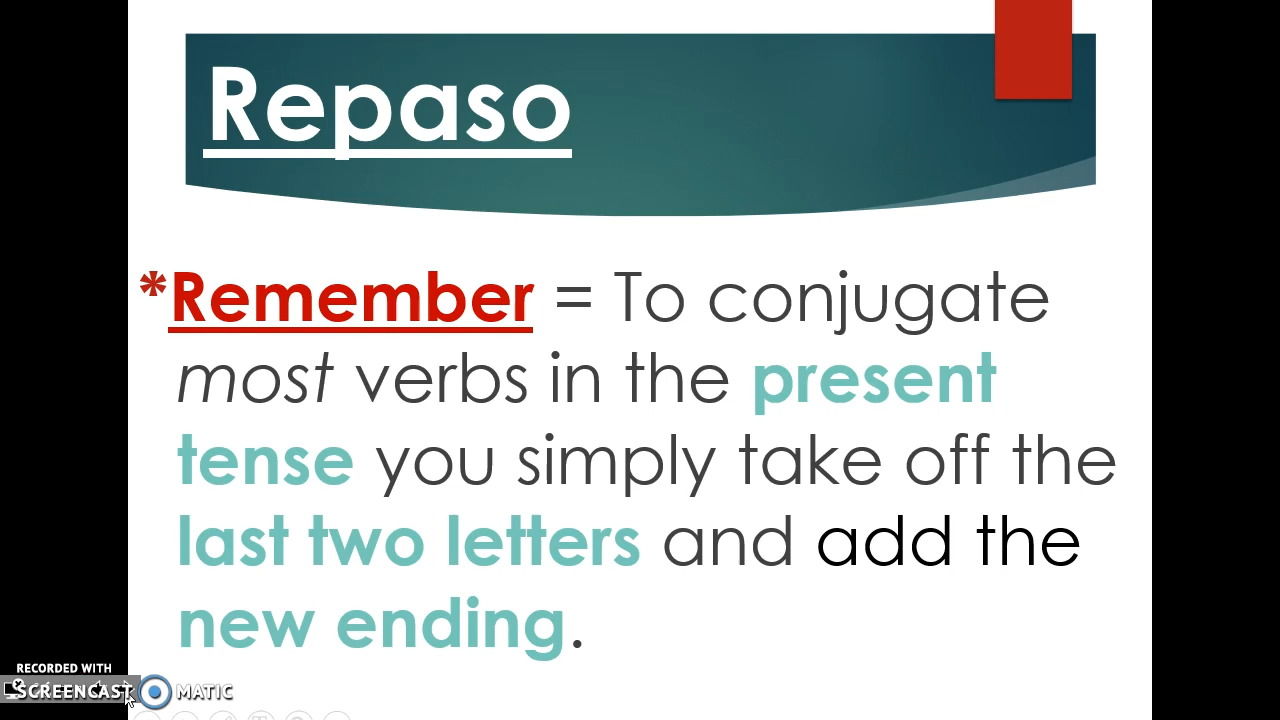 Repaso
*Remember = To conjugate
most verbs in the present
tense you simply take off the
last two letters and add the
new ending.
RECORDED WITH
SCREENCAST MATIC